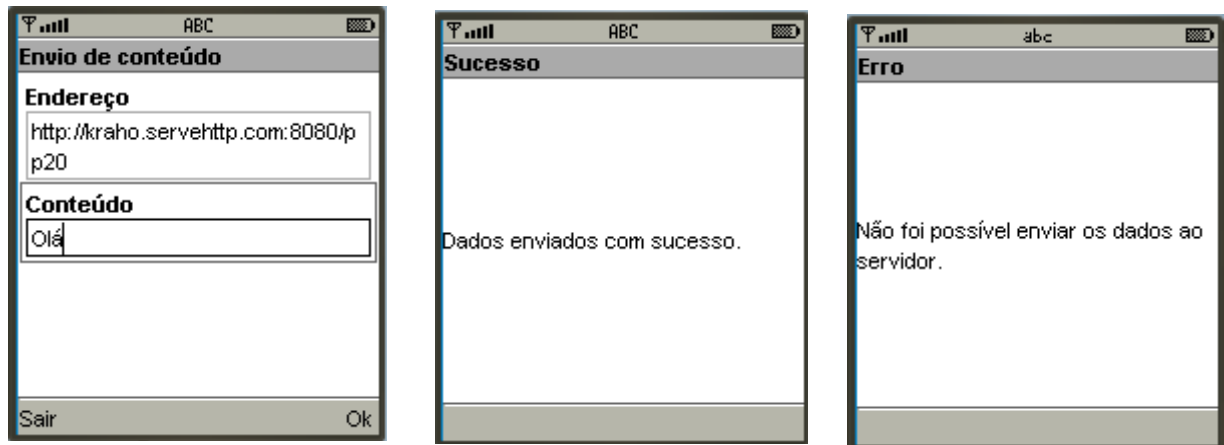 ABC
Envio de conteúdo
Endereço
http://kraho.servehttp.com:8080/p
p20
Conteúdo
Olá
Sair Ok
ABC
Sucesso
Dados enviados com sucesso.
abc
Erro
Não foi possível enviar os dados ao
servidor.